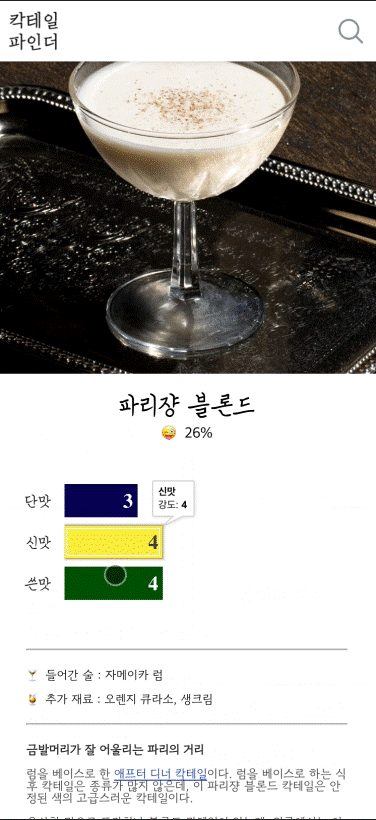 칵테일
파인더
파리쟝 블론드
😜 26%
단맛 3
신맛
강도: 4
신맛 4
쓴맛 4
🍸 들어간 술 : 자메이카 럼
🍹 추가 재료 : 오렌지 큐라소, 생크림
금발머리가 잘 어울리는 파리의 거리
럼을 베이스로 한 애프터 디너 칵테일이다. 럼을 베이스로 하는 식
후 칵테일은 종류가 많지 않은데, 이 파리쟝 블론드 칵테일은 안
정된 색의 고급스러운 칵테일이다.